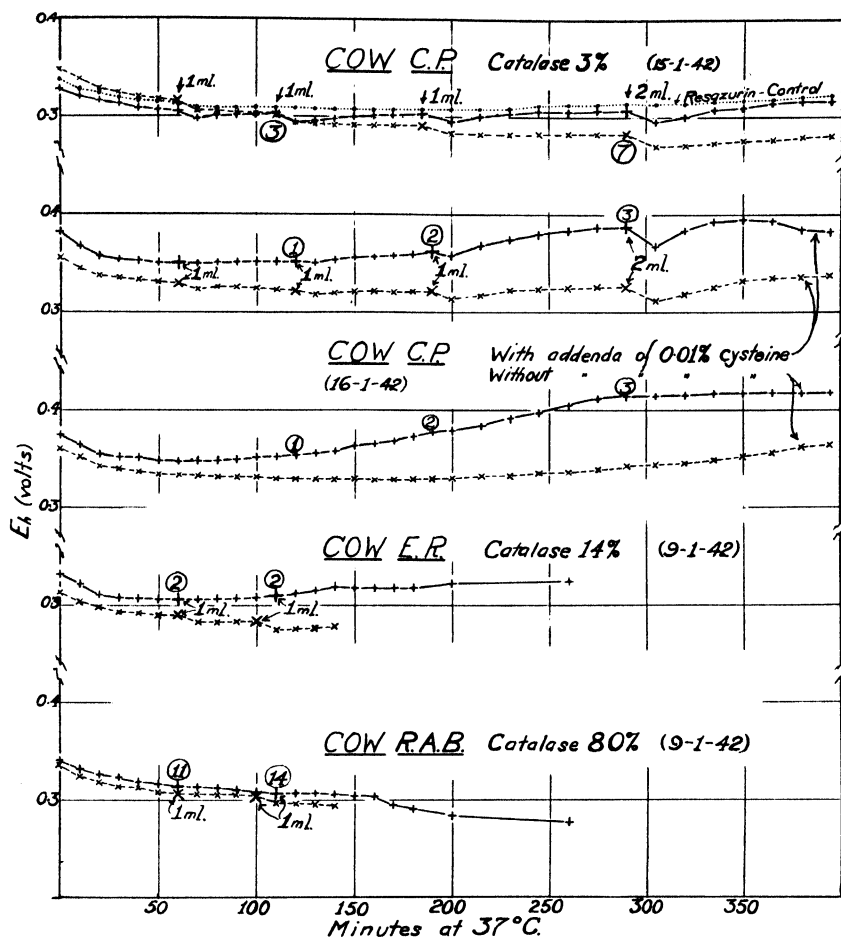 0.4
COW C.P. Catalase 3% (15-1-42)
1ml. 1ml. 1ml. 2ml. Resazurin-Control
0.3
③ ⑦
0.4
① ② ③
1ml. 1ml. 1ml. 2ml.
0.3
COW C.P. With addenda of 0.01% cysteine
(16-1-42) Without " " " "
0.4
① ② ③
0.3
Eh (volts)
COW E.R. Catalase 14% (9-1-42)
② ②
0.3
1ml. 1ml.
0.4
COW R.A.B. Catalase 80% (9-1-42)
⑪ ⑭
0.3
1ml. 1ml.
50 100 150 200 250 300 350
Minutes at 37°C.